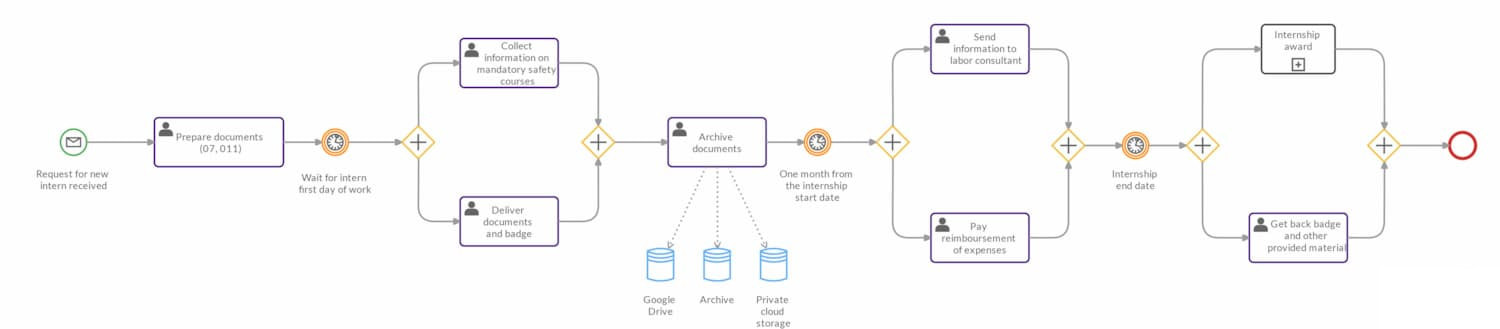 Request for new
intern received
Prepare documents
(07, 011)
Wait for intern
first day of work
Collect
information on
mandatory safety
courses
Deliver
documents
and badge
Archive
documents
Google
Drive
Archive
Private
cloud
storage
One month from
the internship
start date
Send
information to
labor consultant
Pay
reimboursement
of expenses
Internship
end date
Internship
award
Get back badge
and other
provided material